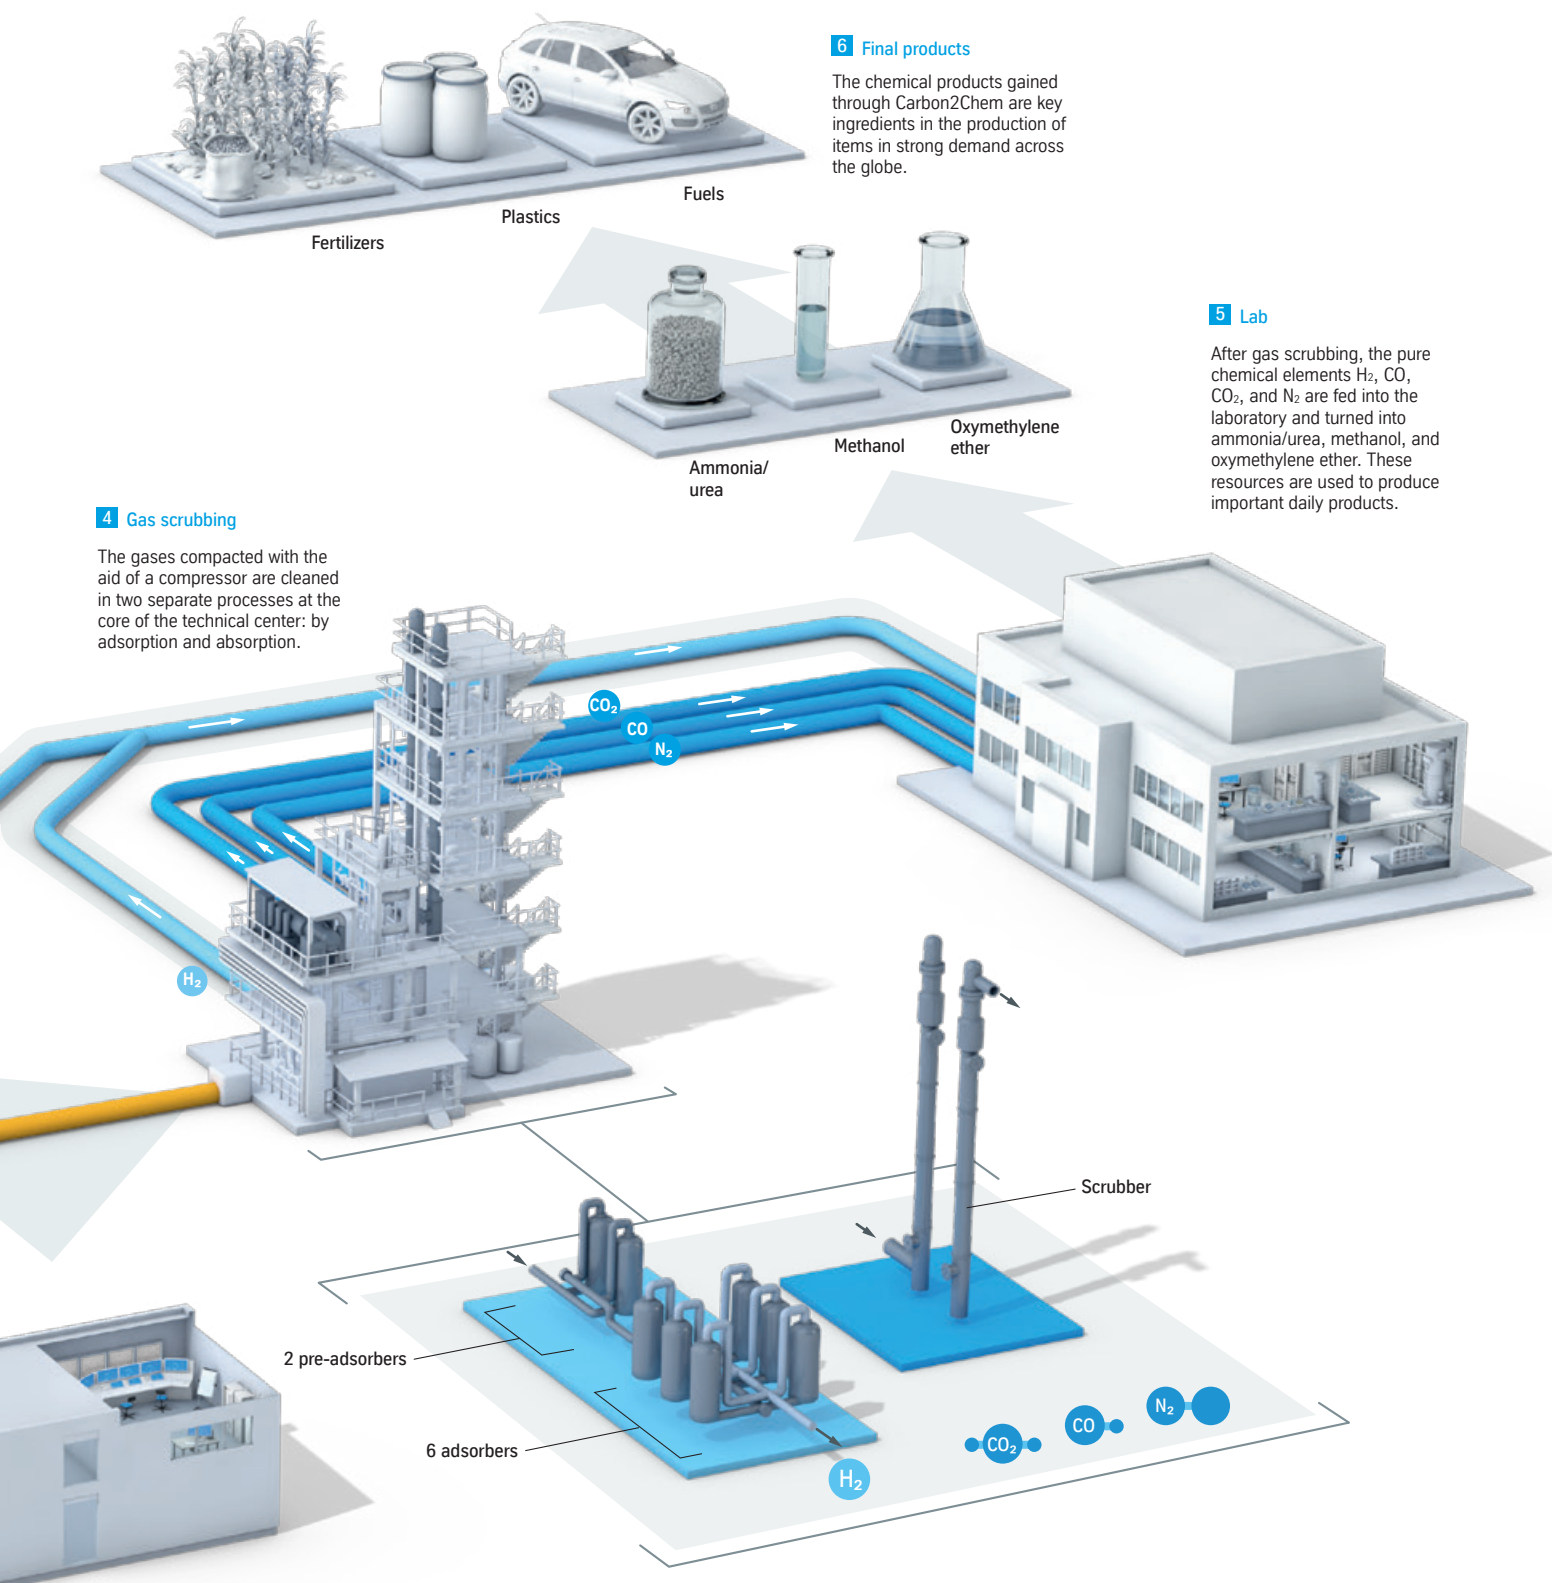 6 Final products
The chemical products gained
through Carbon2Chem are key
ingredients in the production of
items in strong demand across
the globe.
Fuels
Plastics
Fertilizers
5 Lab
After gas scrubbing, the pure
chemical elements H₂, CO,
CO₂, and N₂ are fed into the
laboratory and turned into
ammonia/urea, methanol, and
oxymethylene ether. These
resources are used to produce
important daily products.
Oxymethylene
ether
Methanol
Ammonia/
urea
4 Gas scrubbing
The gases compacted with the
aid of a compressor are cleaned
in two separate processes at the
core of the technical center: by
adsorption and absorption.
CO₂
CO
N₂
H₂
Scrubber
2 pre-adsorbers
6 adsorbers
H₂
CO₂
CO
N₂